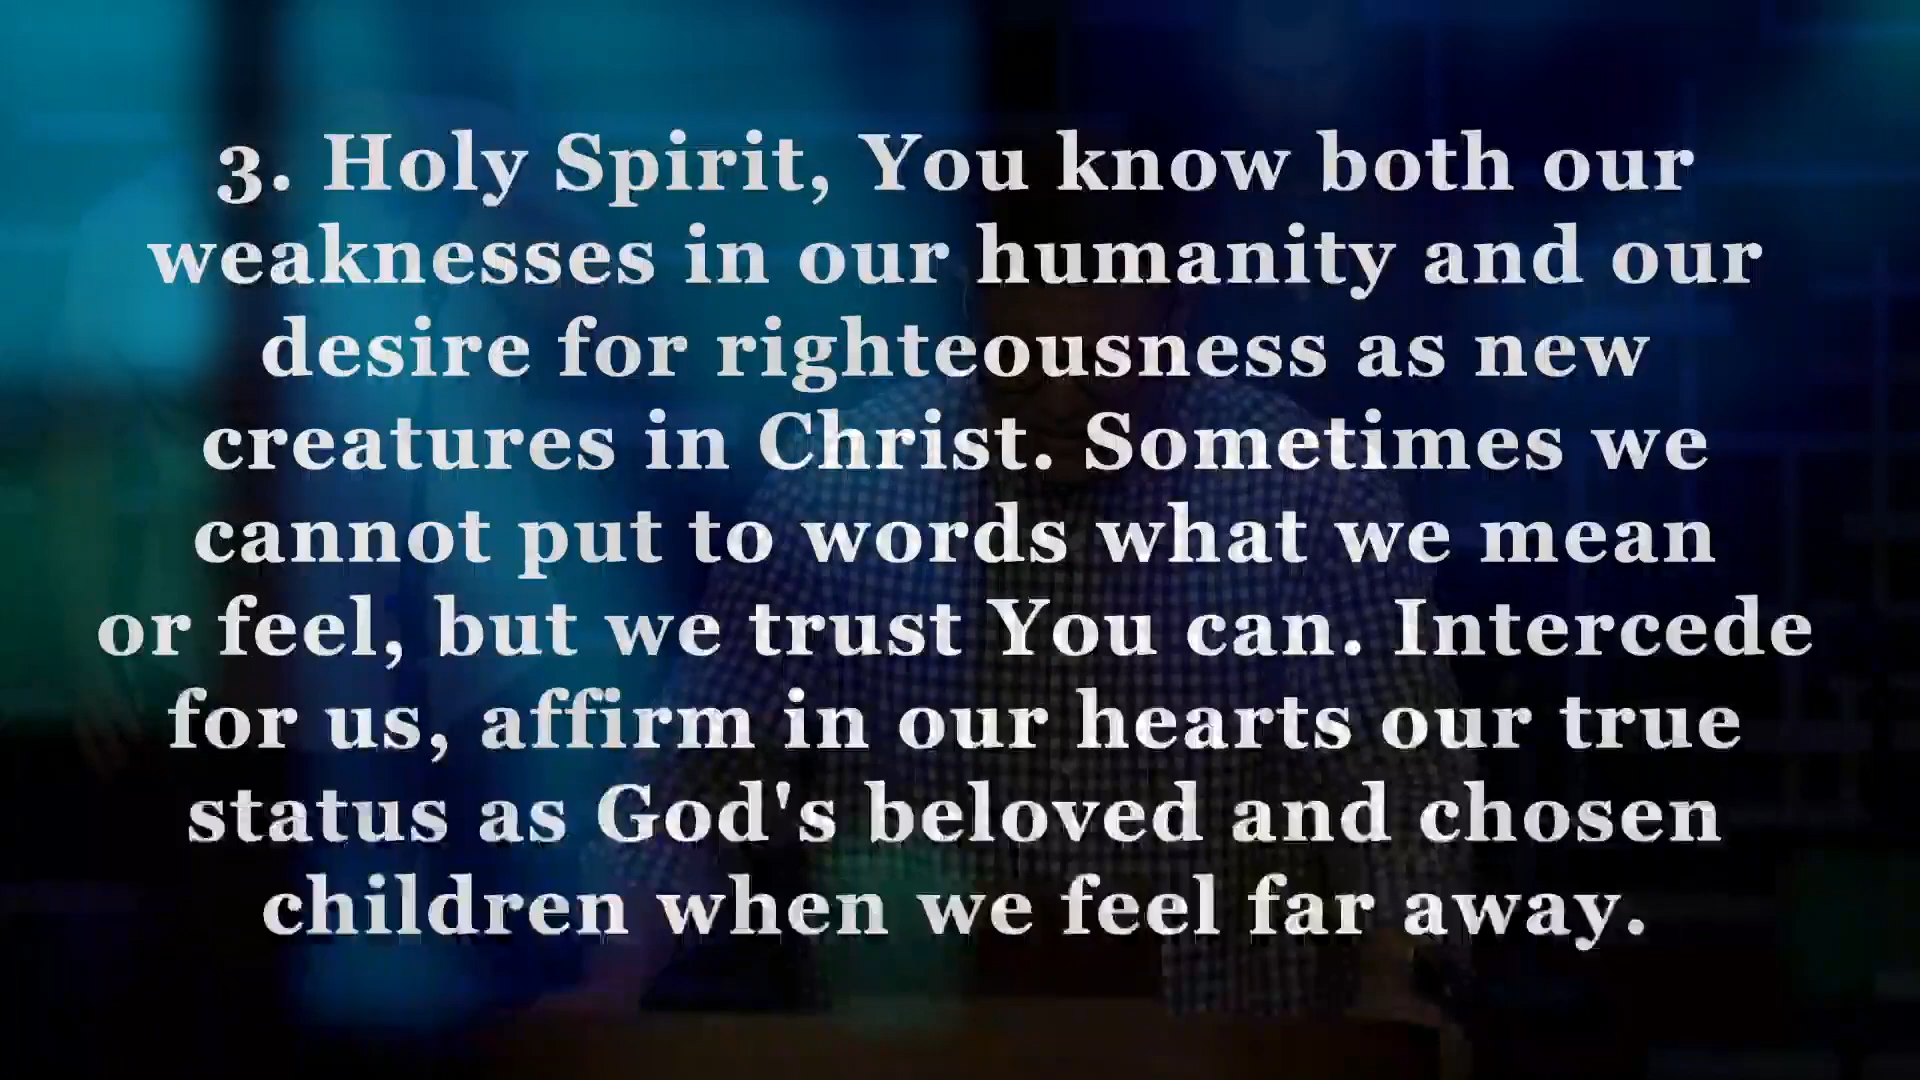 3. Holy Spirit, You know both our
weaknesses in our humanity and our
desire for righteousness as new
creatures in Christ. Sometimes we
cannot put to words what we mean
or feel, but we trust You can. Intercede
for us, affirm in our hearts our true
status as God's beloved and chosen
children when we feel far away.